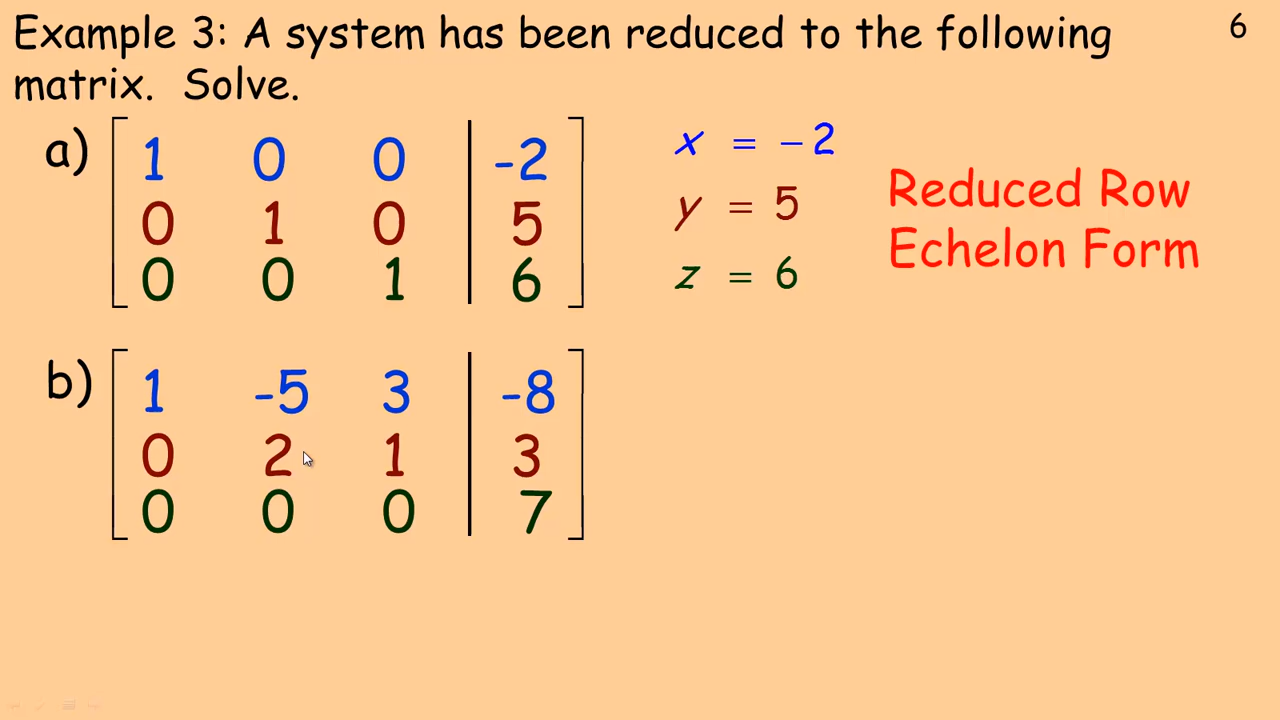 Example 3: A system has been reduced to the following 6
matrix. Solve.
a) 1 0 0 -2
0 1 0 5
0 0 1 6
x = -2
y = 5
z = 6
Reduced Row
Echelon Form
b) 1 -5 3 -8
0 2 1 3
0 0 0 7